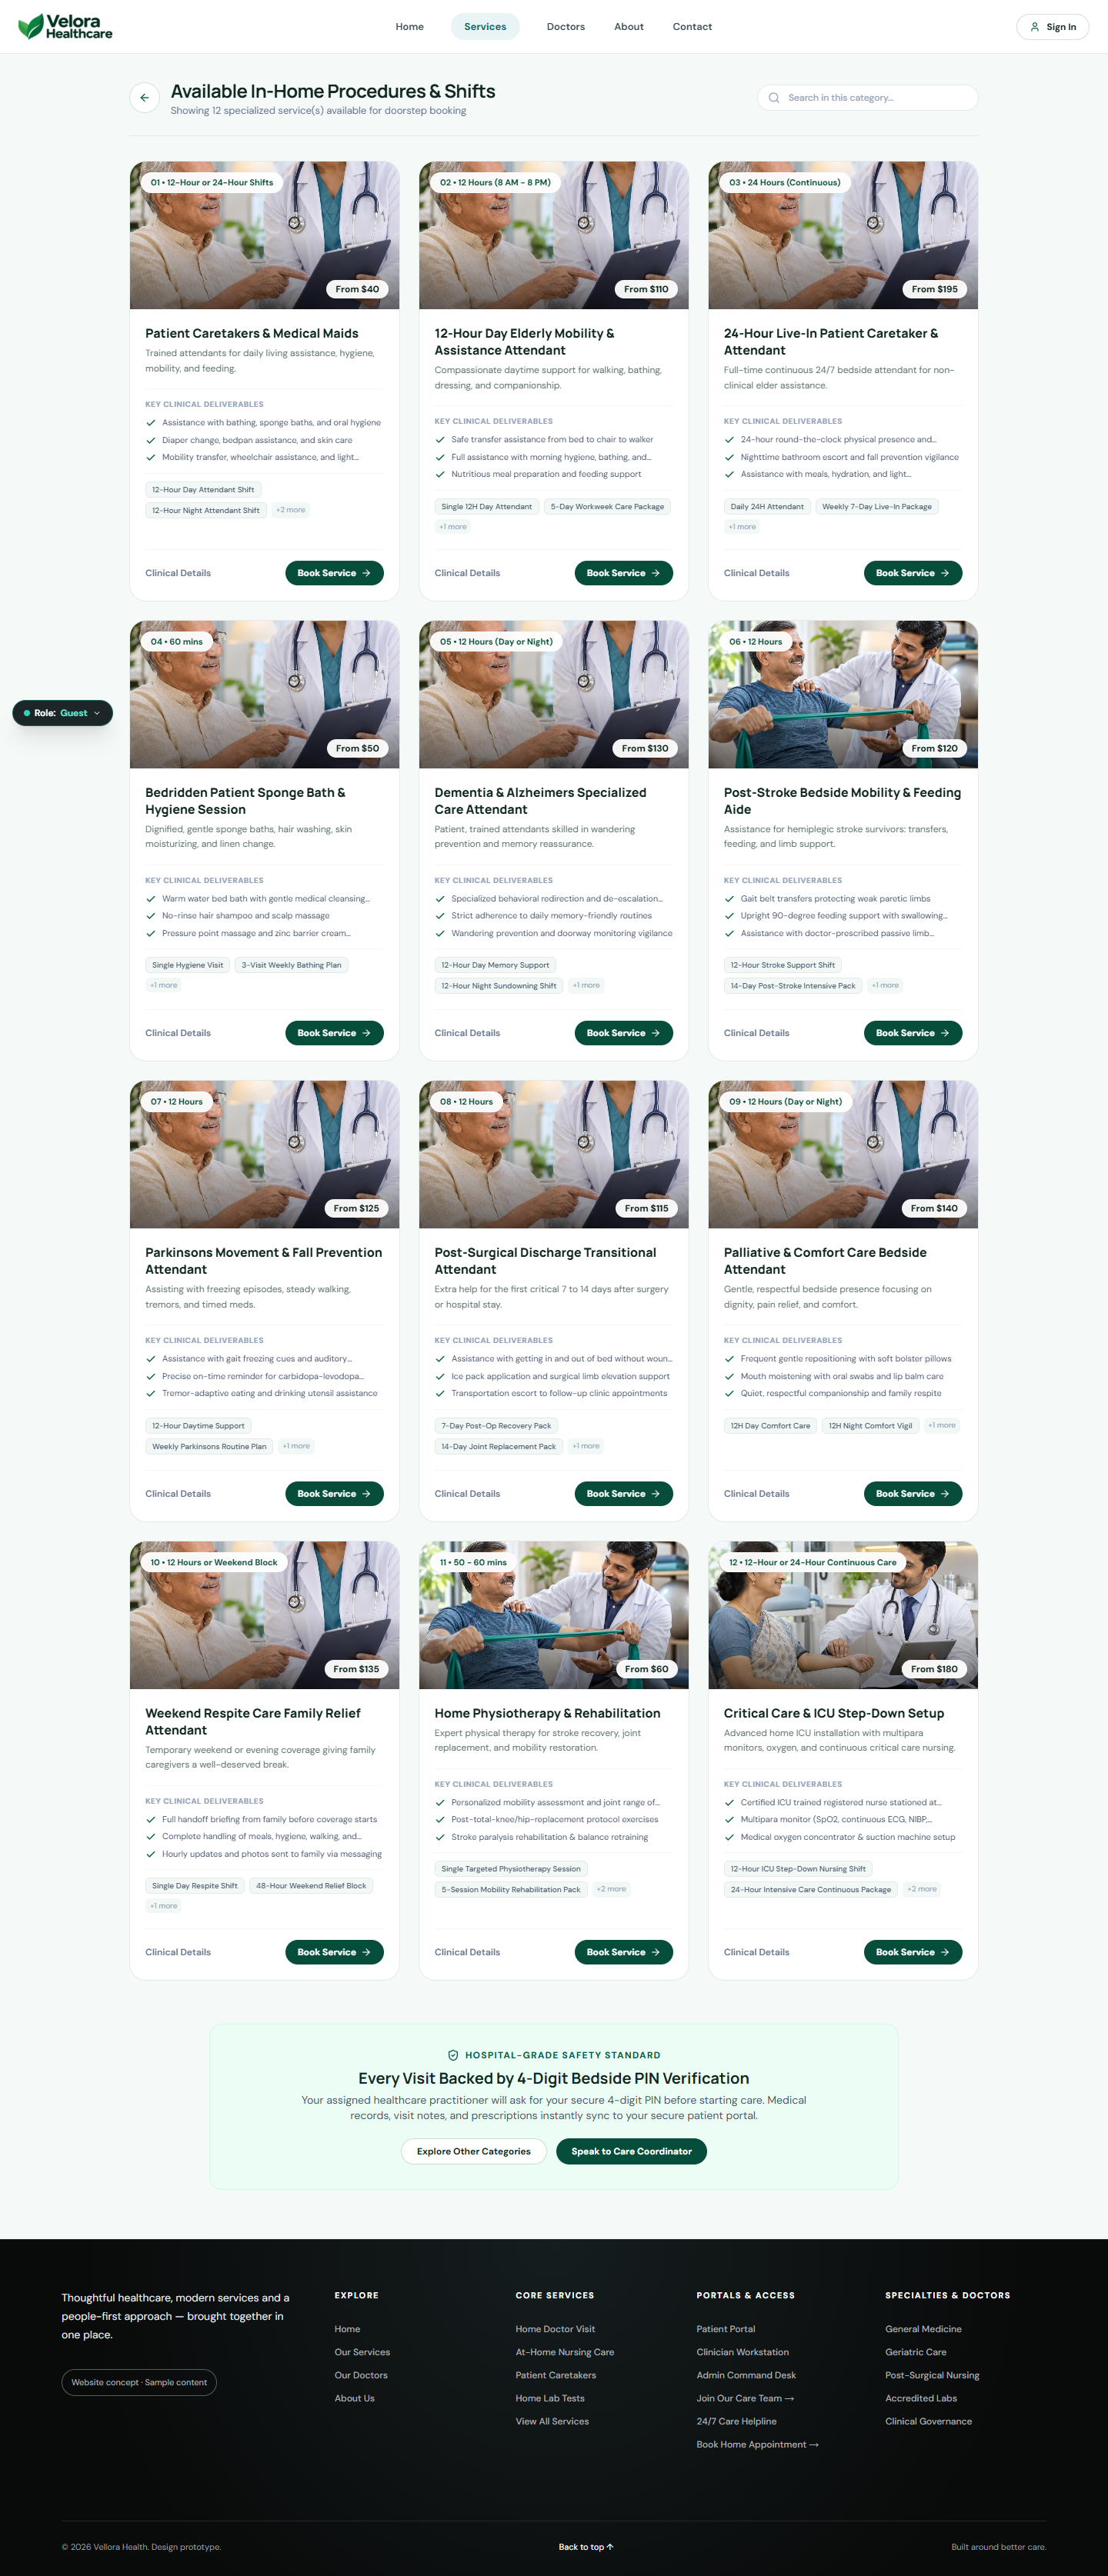 Velora
Healthcare
Home
Services
Doctors
About
Contact
Sign In
Available In-Home Procedures & Shifts
Showing 12 specialized service(s) available for doorstep booking
Search in this category...
01 • 12-Hour or 24-Hour Shifts
From $40
Patient Caretakers & Medical Maids
Trained attendants for daily living assistance, hygiene,
mobility, and feeding.
KEY CLINICAL DELIVERABLES
Assistance with bathing, sponge baths, and oral hygiene
Diaper change, bedpan assistance, and skin care
Mobility transfer, wheelchair assistance, and light...
12-Hour Day Attendant Shift
12-Hour Night Attendant Shift
+2 more
Clinical Details
Book Service →
02 • 12 Hours (8 AM - 8 PM)
From $110
12-Hour Day Elderly Mobility &
Assistance Attendant
Compassionate daytime support for walking, bathing,
dressing, and companionship.
KEY CLINICAL DELIVERABLES
Safe transfer assistance from bed to chair to walker
Full assistance with morning hygiene, bathing, and...
Nutritious meal preparation and feeding support
Single 12H Day Attendant
5-Day Workweek Care Package
+1 more
Clinical Details
Book Service →
03 • 24 Hours (Continuous)
From $195
24-Hour Live-In Patient Caretaker &
Attendant
Full-time continuous 24/7 bedside attendant for non-
clinical elder assistance.
KEY CLINICAL DELIVERABLES
24-hour round-the-clock physical presence and...
Nighttime bathroom escort and fall prevention vigilance
Assistance with meals, hydration, and light...
Daily 24H Attendant
Weekly 7-Day Live-In Package
+1 more
Clinical Details
Book Service →
04 • 60 mins
From $50
Bedridden Patient Sponge Bath &
Hygiene Session
Dignified, gentle sponge baths, hair washing, skin
moisturizing, and linen change.
KEY CLINICAL DELIVERABLES
Warm water bed bath with gentle medical cleansing...
No-rinse hair shampoo and scalp massage
Pressure point massage and zinc barrier cream...
Single Hygiene Visit
3-Visit Weekly Bathing Plan
+1 more
Clinical Details
Book Service →
05 • 12 Hours (Day or Night)
From $130
Dementia & Alzheimers Specialized
Care Attendant
Patient, trained attendants skilled in wandering
prevention and memory reassurance.
KEY CLINICAL DELIVERABLES
Specialized behavioral redirection and de-escalation...
Strict adherence to daily memory-friendly routines
Wandering prevention and doorway monitoring vigilance
12-Hour Day Memory Support
12-Hour Night Sundowning Shift
+1 more
Clinical Details
Book Service →
06 • 12 Hours
From $120
Post-Stroke Bedside Mobility & Feeding
Aide
Assistance for hemiplegic stroke survivors: transfers,
feeding, and limb support.
KEY CLINICAL DELIVERABLES
Gait belt transfers protecting weak paretic limbs
Upright 90-degree feeding support with swallowing...
Assistance with doctor-prescribed passive limb...
12-Hour Stroke Support Shift
14-Day Post-Stroke Intensive Pack
+1 more
Clinical Details
Book Service →
Role: Guest
07 • 12 Hours
From $125
Parkinsons Movement & Fall Prevention
Attendant
Assisting with freezing episodes, steady walking,
tremors, and timed meds.
KEY CLINICAL DELIVERABLES
Assistance with gait freezing cues and auditory...
Precise on-time reminder for carbidopa-levodopa...
Tremor-adaptive eating and drinking utensil assistance
12-Hour Daytime Support
Weekly Parkinsons Routine Plan
+1 more
Clinical Details
Book Service →
08 • 12 Hours
From $115
Post-Surgical Discharge Transitional
Attendant
Extra help for the first critical 7 to 14 days after surgery
or hospital stay.
KEY CLINICAL DELIVERABLES
Assistance with getting in and out of bed without woun...
Ice pack application and surgical limb elevation support
Transportation escort to follow-up clinic appointments
7-Day Post-Op Recovery Pack
14-Day Joint Replacement Pack
+1 more
Clinical Details
Book Service →
09 • 12 Hours (Day or Night)
From $140
Palliative & Comfort Care Bedside
Attendant
Gentle, respectful bedside presence focusing on
dignity, pain relief, and comfort.
KEY CLINICAL DELIVERABLES
Frequent gentle repositioning with soft bolster pillows
Mouth moistening with oral swabs and lip balm care
Quiet, respectful companionship and family respite
12H Day Comfort Care
12H Night Comfort Vigil
+1 more
Clinical Details
Book Service →
10 • 12 Hours or Weekend Block
From $135
Weekend Respite Care Family Relief
Attendant
Temporary weekend or evening coverage giving family
caregivers a well-deserved break.
KEY CLINICAL DELIVERABLES
Full handoff briefing from family before coverage starts
Complete handling of meals, hygiene, walking, and...
Hourly updates and photos sent to family via messaging
Single Day Respite Shift
48-Hour Weekend Relief Block
+1 more
Clinical Details
Book Service →
11 • 50 - 60 mins
From $60
Home Physiotherapy & Rehabilitation
Expert physical therapy for stroke recovery, joint
replacement, and mobility restoration.
KEY CLINICAL DELIVERABLES
Personalized mobility assessment and joint range of...
Post-total-knee/hip-replacement protocol exercises
Stroke paralysis rehabilitation & balance retraining
Single Targeted Physiotherapy Session
5-Session Mobility Rehabilitation Pack
+2 more
Clinical Details
Book Service →
12 • 12-Hour or 24-Hour Continuous Care
From $180
Critical Care & ICU Step-Down Setup
Advanced home ICU installation with multipara
monitors, oxygen, and continuous critical care nursing.
KEY CLINICAL DELIVERABLES
Certified ICU trained registered nurse stationed at...
Multipara monitor (SpO2, continuous ECG, NIBP,...
Medical oxygen concentrator & suction machine setup
12-Hour ICU Step-Down Nursing Shift
24-Hour Intensive Care Continuous Package
+2 more
Clinical Details
Book Service →
HOSPITAL-GRADE SAFETY STANDARD
Every Visit Backed by 4-Digit Bedside PIN Verification
Your assigned healthcare practitioner will ask for your secure 4-digit PIN before starting care. Medical
records, visit notes, and prescriptions instantly sync to your secure patient portal.
Explore Other Categories
Speak to Care Coordinator
Thoughtful healthcare, modern services and a
people-first approach — brought together in
one place.
Website concept · Sample content
EXPLORE
Home
Our Services
Our Doctors
About Us
CORE SERVICES
Home Doctor Visit
At-Home Nursing Care
Patient Caretakers
Home Lab Tests
View All Services
PORTALS & ACCESS
Patient Portal
Clinician Workstation
Admin Command Desk
Join Our Care Team →
24/7 Care Helpline
Book Home Appointment →
SPECIALTIES & DOCTORS
General Medicine
Geriatric Care
Post-Surgical Nursing
Accredited Labs
Clinical Governance
© 2026 Vellora Health. Design prototype.
Back to top ↑
Built around better care.